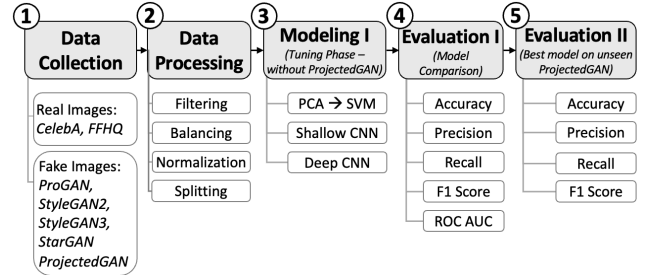 1
Data
Collection
Real Images:
CelebA, FFHQ
Fake Images:
ProGAN,
StyleGAN2,
StyleGAN3,
StarGAN
ProjectedGAN
2
Data
Processing
Filtering
Balancing
Normalization
Splitting
3
Modeling I
(Tuning Phase –
without ProjectedGAN)
PCA → SVM
Shallow CNN
Deep CNN
4
Evaluation I
(Model
Comparison)
Accuracy
Precision
Recall
F1 Score
ROC AUC
5
Evaluation II
(Best model on unseen
ProjectedGAN)
Accuracy
Precision
Recall
F1 Score